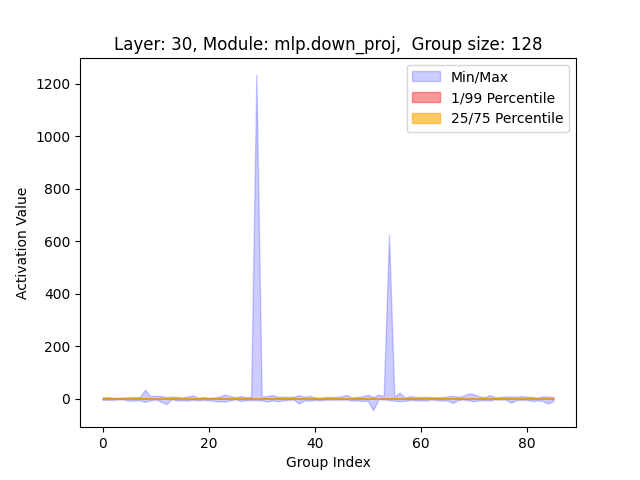 Layer: 30, Module: mlp.down_proj,  Group size: 128
Min/Max
1/99 Percentile
25/75 Percentile
Activation Value
1200
1000
800
600
400
200
0
0 20 40 60 80
Group Index